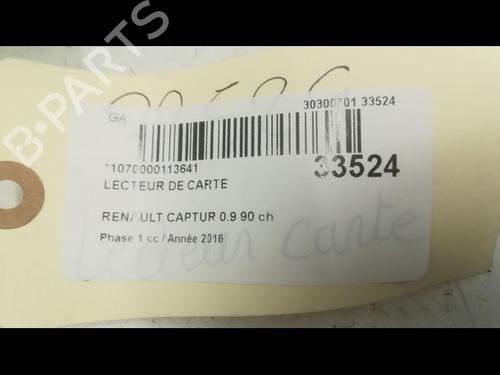 GA
30300701 33524
*1070000113641
33524
LECTEUR DE CARTE
RENAULT CAPTUR 0.9 90 ch
Phase 1 cc / Année 2016
Lecteur carte
B-PARTS